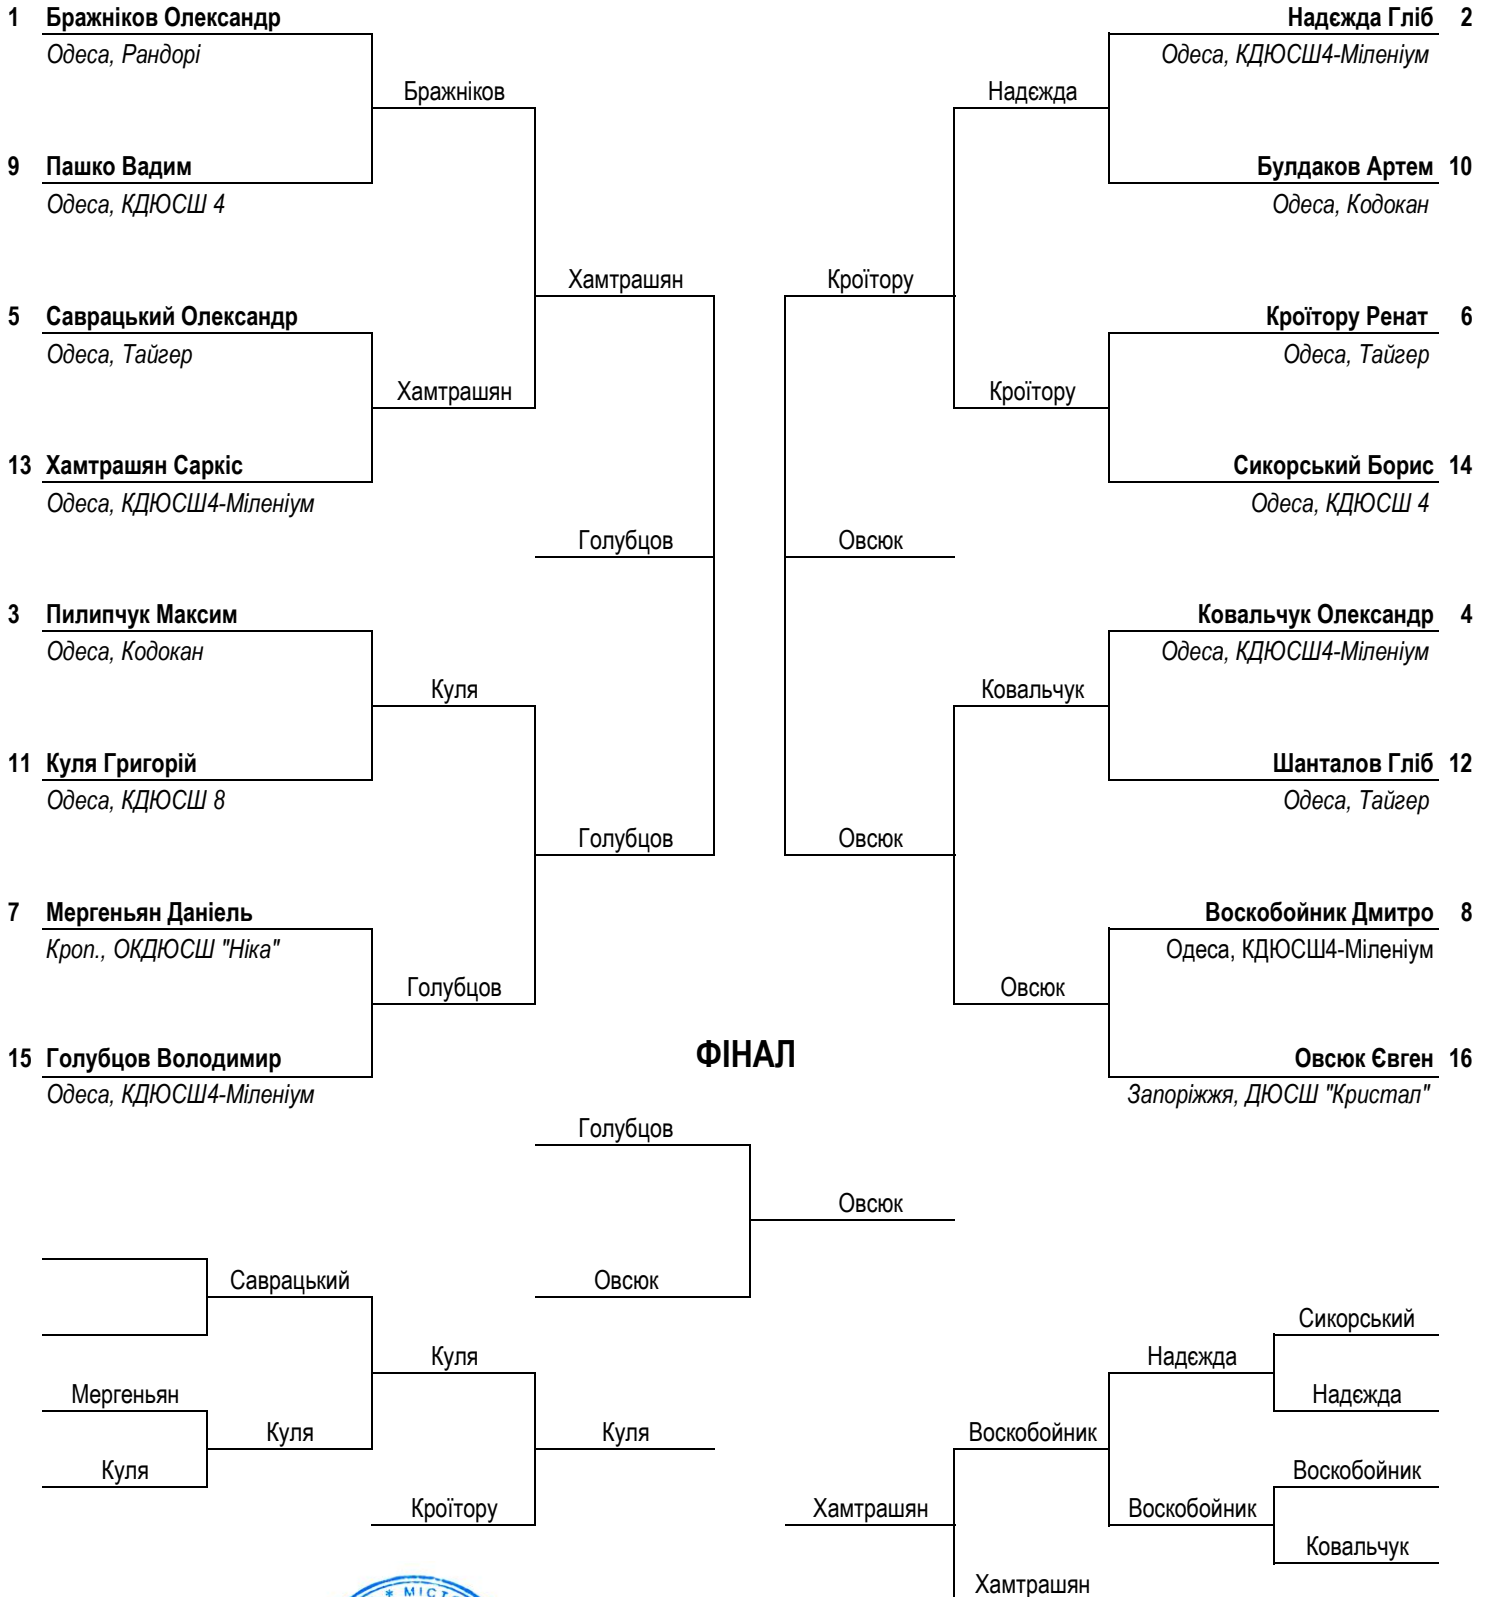 1 Бражніков Олександр
Надєжда Гліб 2
Одеса, Рандорі
Одеса, КДЮСШ4-Міленіум
Бражніков
Надєжда
9 Пашко Вадим
Булдаков Артем 10
Одеса, КДЮСШ 4
Одеса, Кодокан
Хамтрашян
Кроїтору
5 Саврацький Олександр
Кроїтору Ренат 6
Одеса, Тайгер
Одеса, Тайгер
Хамтрашян
Кроїтору
13 Хамтрашян Саркіс
Сикорський Борис 14
Одеса, КДЮСШ4-Міленіум
Одеса, КДЮСШ 4
Голубцов
Овсюк
3 Пилипчук Максим
Ковальчук Олександр 4
Одеса, Кодокан
Одеса, КДЮСШ4-Міленіум
Куля
Ковальчук
11 Куля Григорій
Шанталов Гліб 12
Одеса, КДЮСШ 8
Одеса, Тайгер
Голубцов
Овсюк
7 Мергеньян Даніель
Воскобойник Дмитро 8
Кроп., ОКДЮСШ "Ніка"
Одеса, КДЮСШ4-Міленіум
Голубцов
Овсюк
15 Голубцов Володимир
ФІНАЛ
Овсюк Євген 16
Одеса, КДЮСШ4-Міленіум
Запоріжжя, ДЮСШ "Кристал"
Голубцов
Овсюк
Саврацький
Овсюк
Сикорський
Куля
Надєжда
Мергеньян
Надєжда
Куля
Куля
Воскобойник
Куля
Воскобойник
Кроїтору
Хамтрашян
Воскобойник
Ковальчук
Хамтрашян